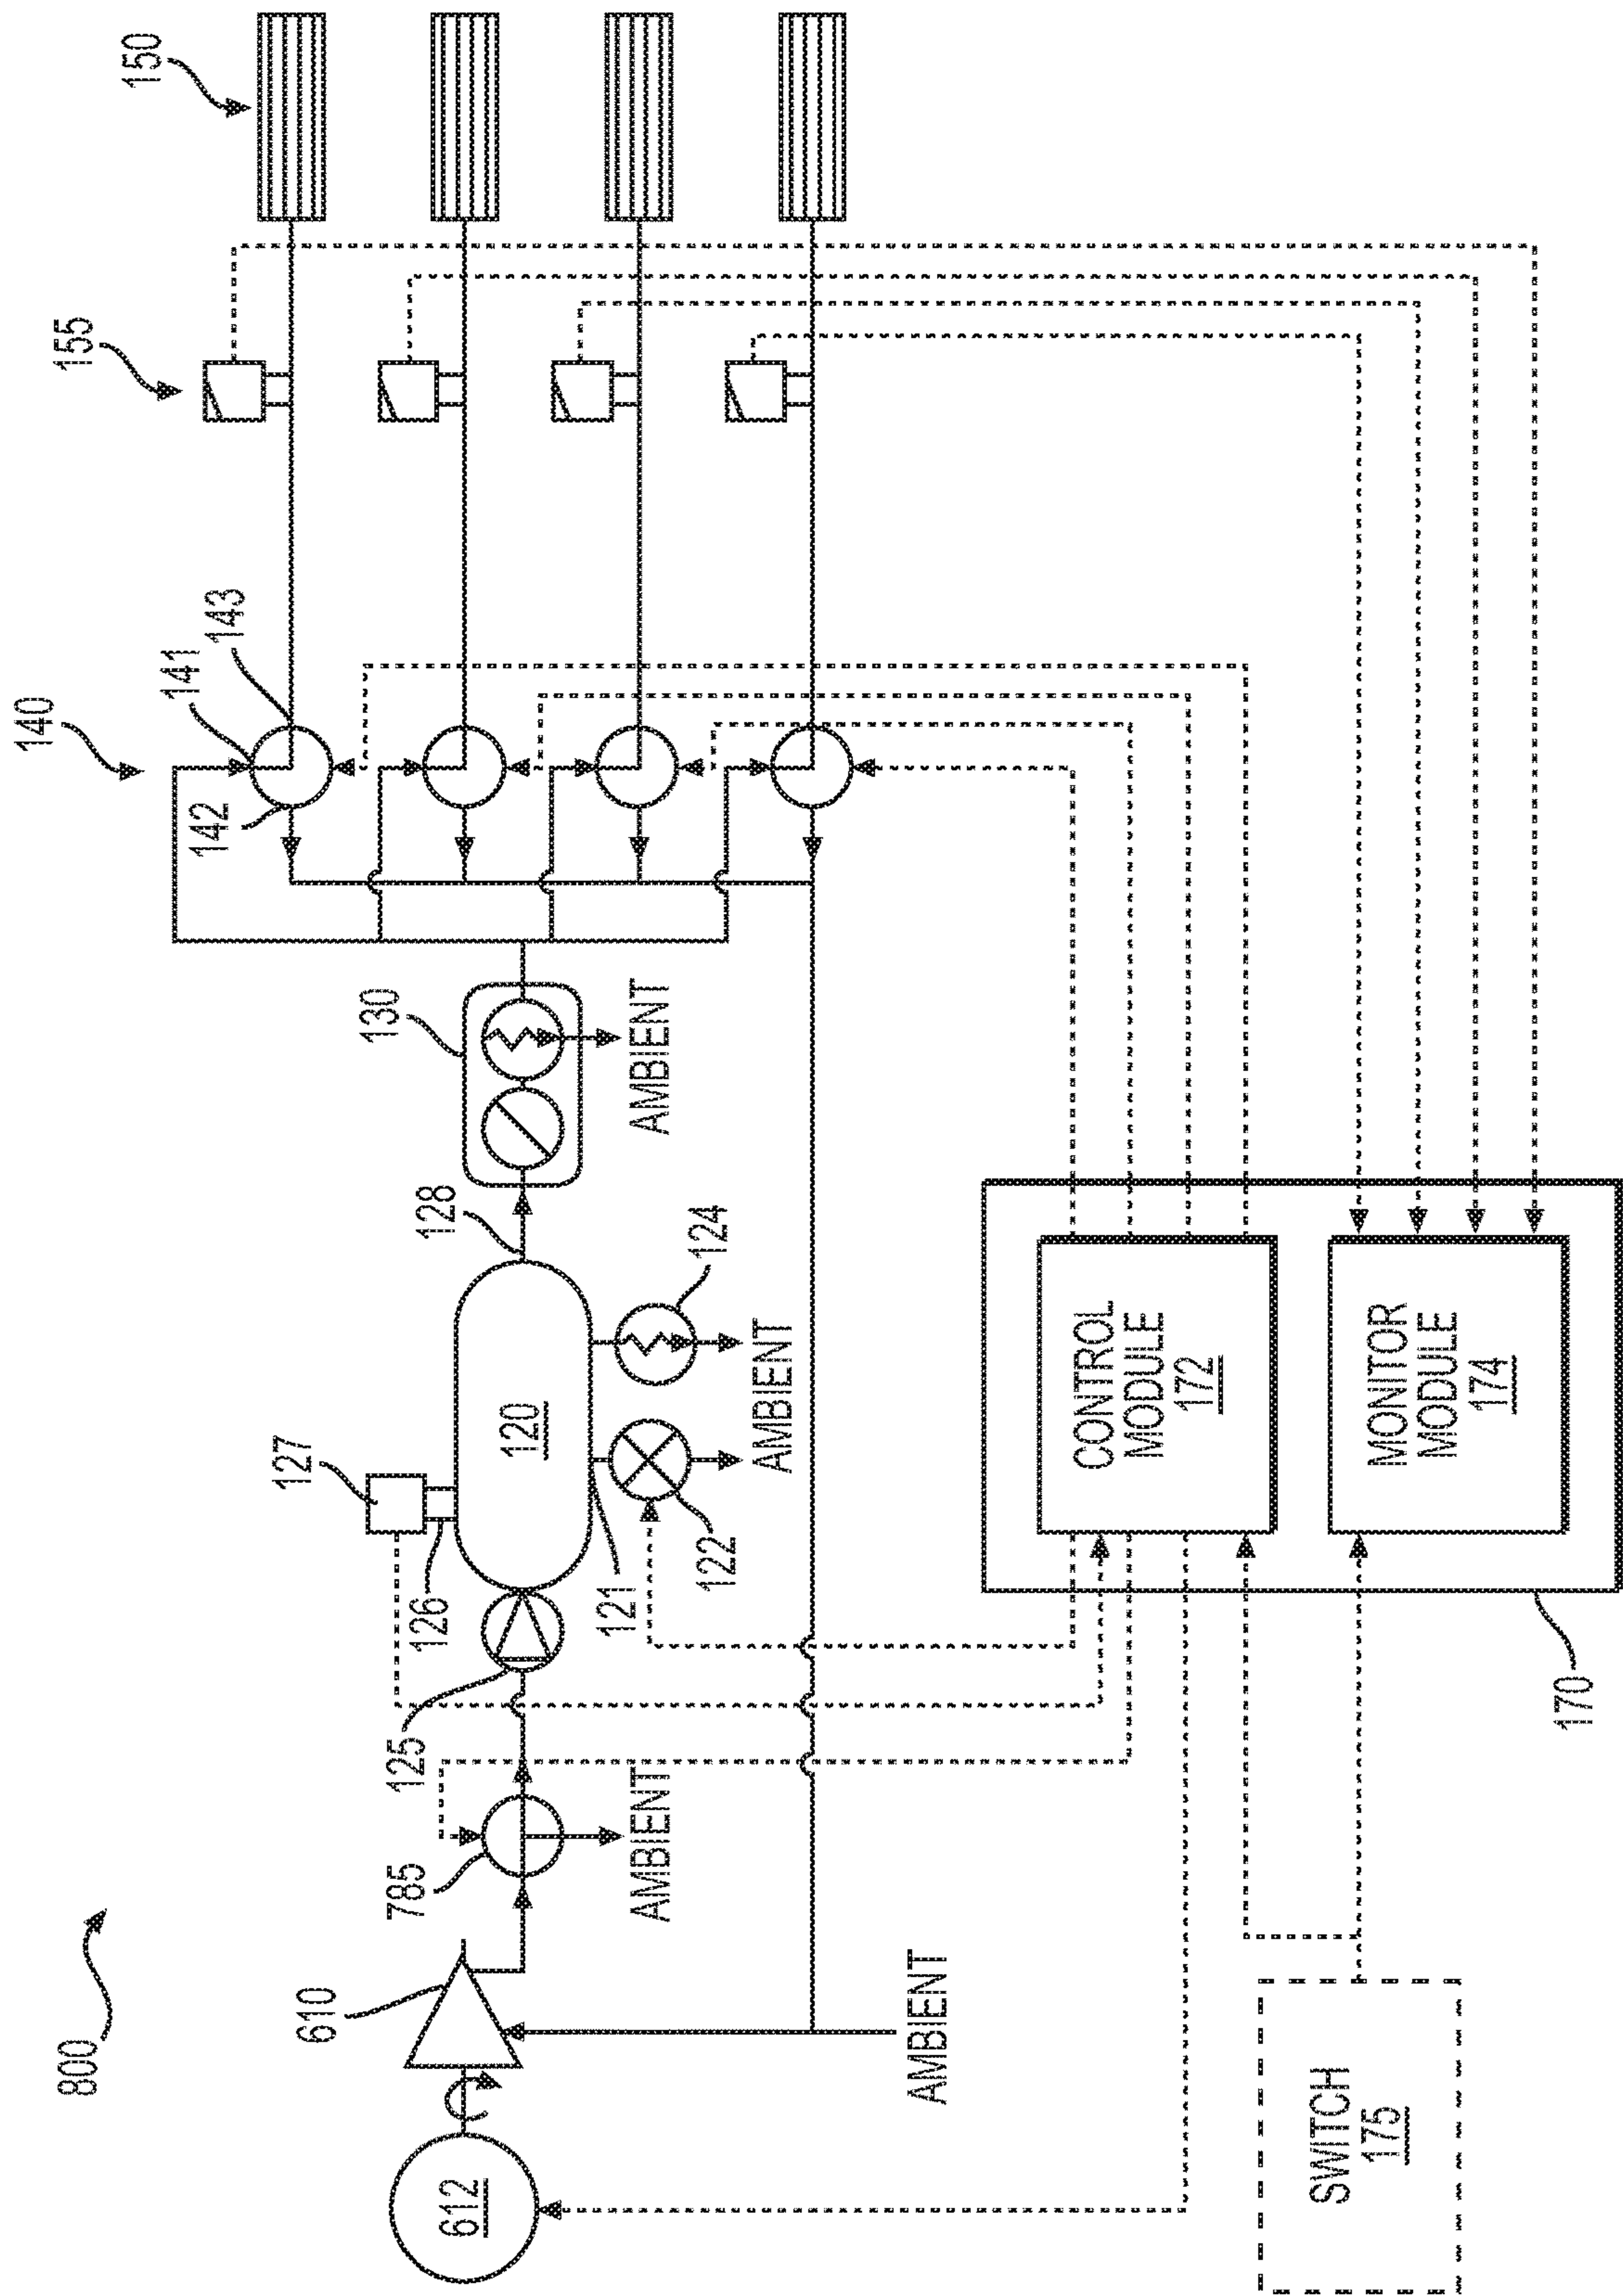 800
612
610
785
AMBIENT
AMBIENT
125
126
127
121
122
120
124
AMBIENT
128
130
AMBIENT
140
142
141
143
155
150
SWITCH
175
170
CONTROL
MODULE
172
MONITOR
MODULE
174